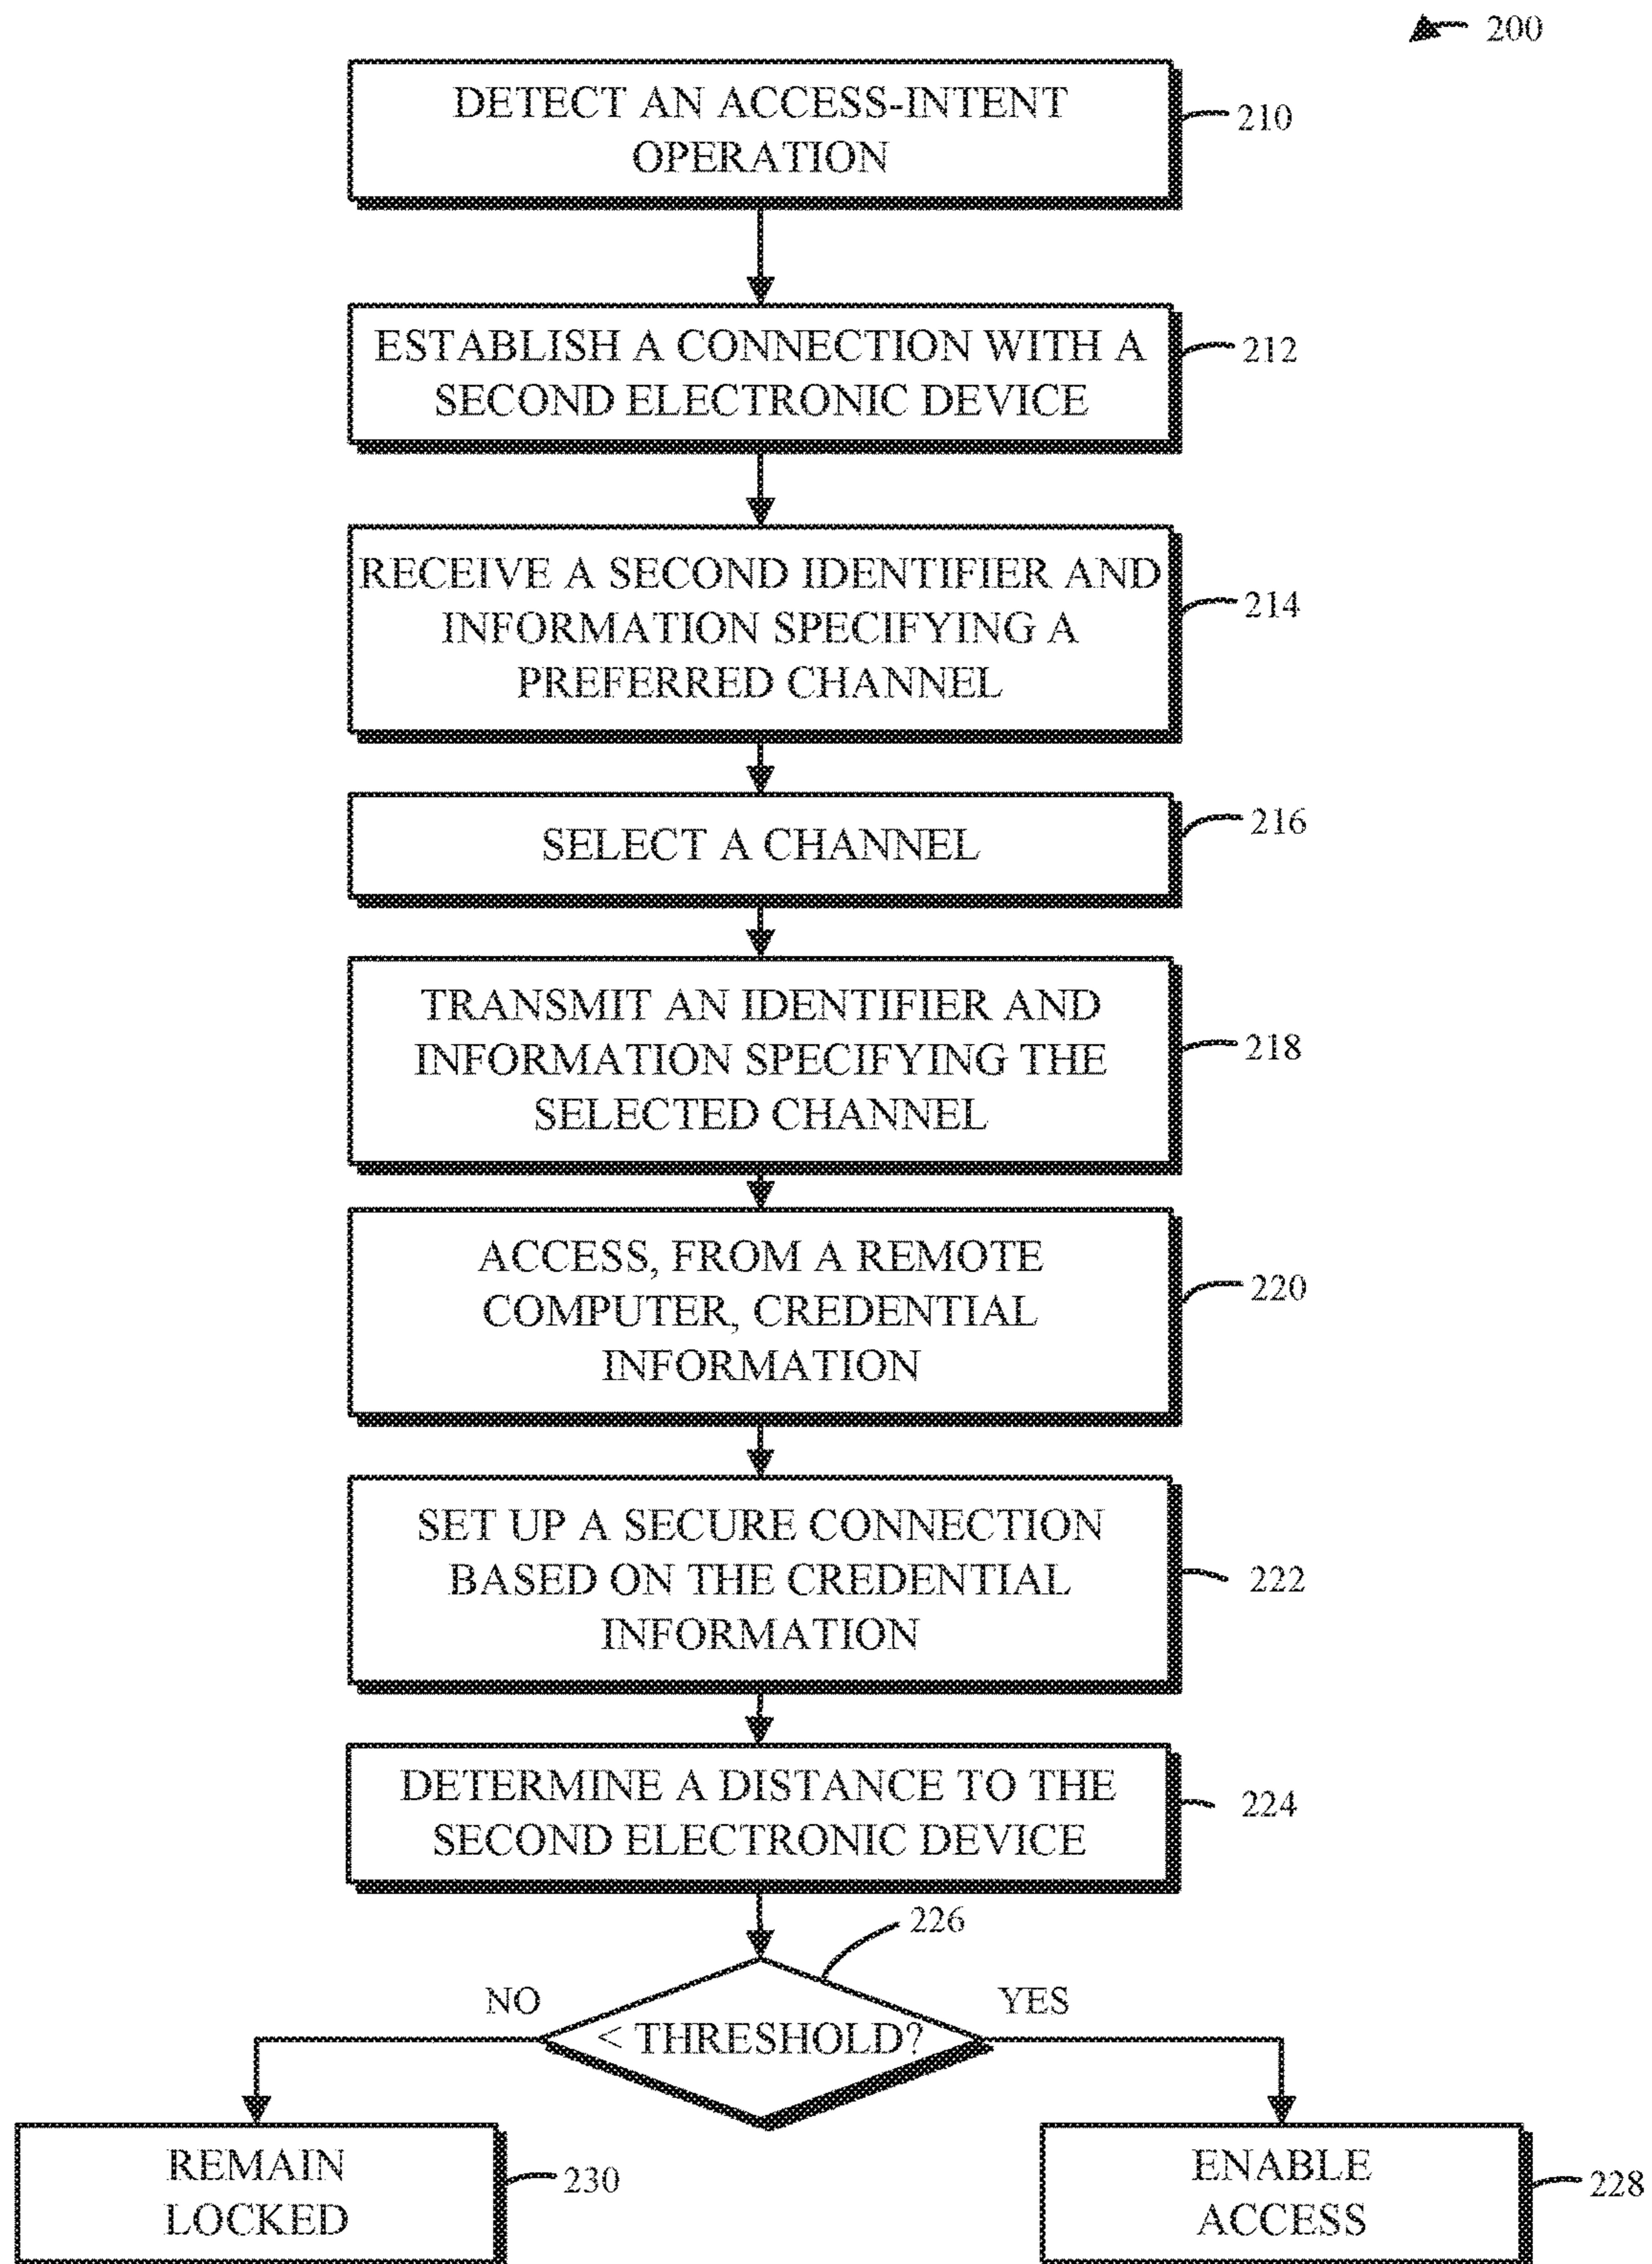 200
DETECT AN ACCESS-INTENT
OPERATION
210
ESTABLISH A CONNECTION WITH A
SECOND ELECTRONIC DEVICE
212
RECEIVE A SECOND IDENTIFIER AND
INFORMATION SPECIFYING A
PREFERRED CHANNEL
214
SELECT A CHANNEL
216
TRANSMIT AN IDENTIFIER AND
INFORMATION SPECIFYING THE
SELECTED CHANNEL
218
ACCESS, FROM A REMOTE
COMPUTER, CREDENTIAL
INFORMATION
220
SET UP A SECURE CONNECTION
BASED ON THE CREDENTIAL
INFORMATION
222
DETERMINE A DISTANCE TO THE
SECOND ELECTRONIC DEVICE
224
226
NO
YES
< THRESHOLD?
REMAIN
LOCKED
230
ENABLE
ACCESS
228